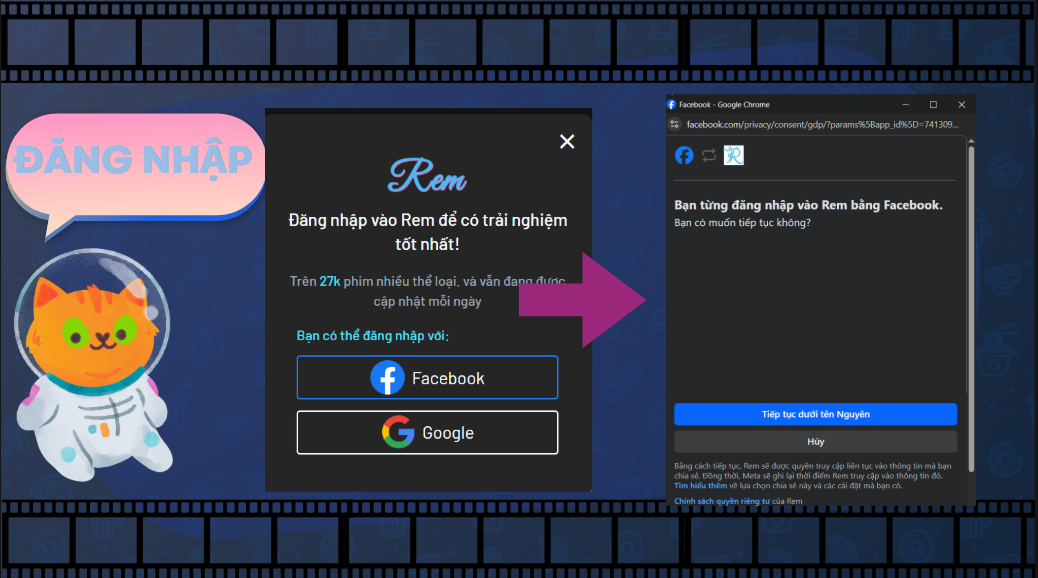 ĐĂNG NHẬP
Rem
Đăng nhập vào Rem để có trải nghiệm
tốt nhất!
Trên 27k phim nhiều thể loại, và vẫn đang được
cập nhật mỗi ngày
Bạn có thể đăng nhập với:
Facebook
Google
Facebook - Google Chrome
facebook.com/privacy/consent/gdp/?params%5Bapp_id%5D=741309...
R
Bạn từng đăng nhập vào Rem bằng Facebook.
Bạn có muốn tiếp tục không?
Tiếp tục dưới tên Nguyên
Hủy
Bằng cách tiếp tục, Rem sẽ được quyền truy cập liên tục vào thông tin mà bạn
chia sẻ. Đồng thời, Meta sẽ ghi lại thời điểm Rem truy cập vào thông tin đó.
Tìm hiểu thêm về lựa chọn chia sẻ này và các cài đặt mà bạn có.
Chính sách quyền riêng tư của Rem